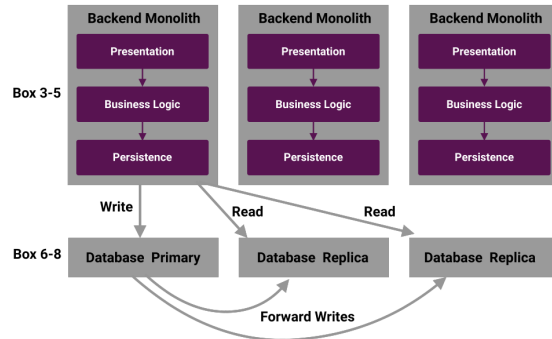 Backend Monolith
Backend Monolith
Backend Monolith
Presentation
Presentation
Presentation
Box 3-5
Business Logic
Business Logic
Business Logic
Persistence
Persistence
Persistence
Write
Read
Read
Box 6-8
Database Primary
Database Replica
Database Replica
Forward Writes